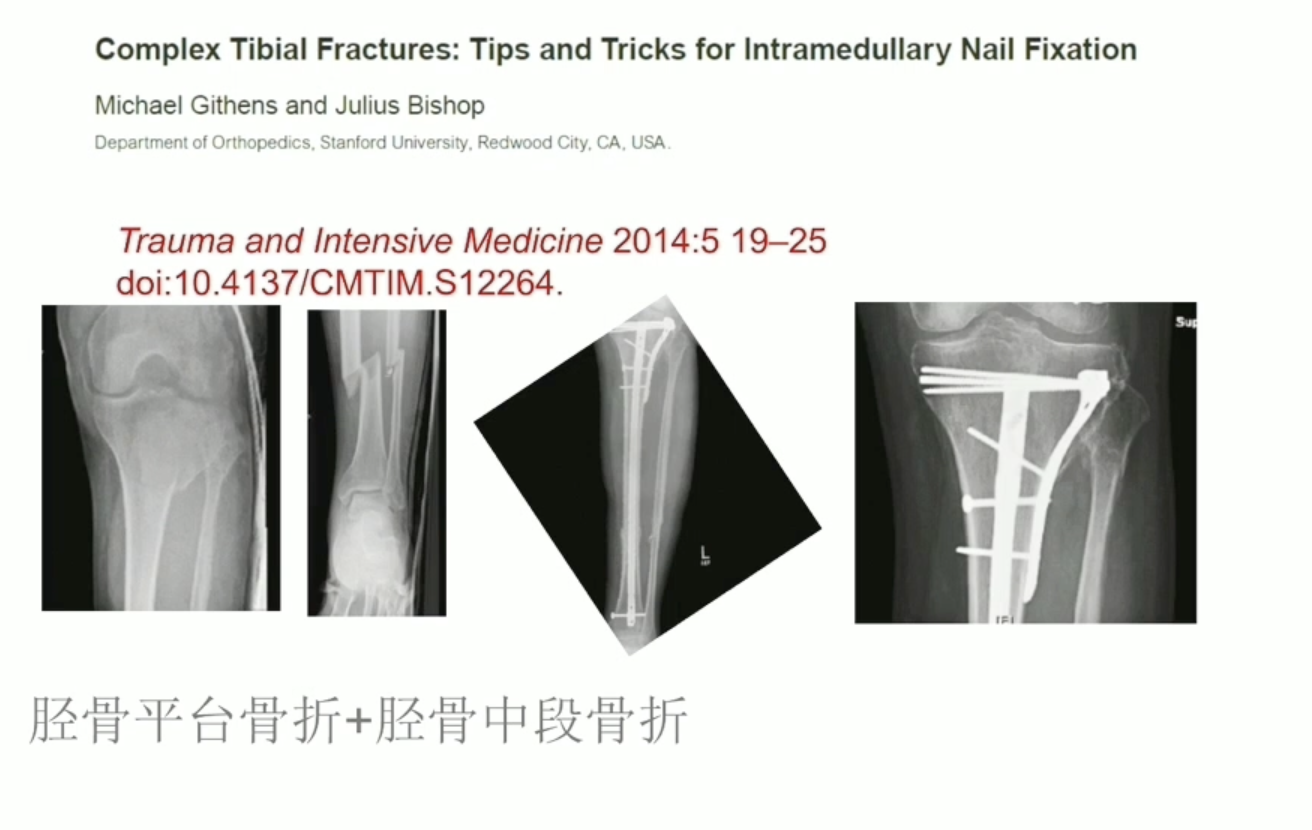 Complex Tibial Fractures: Tips and Tricks for Intramedullary Nail Fixation
Michael Githens and Julius Bishop
Department of Orthopedics, Stanford University, Redwood City, CA, USA.
Trauma and Intensive Medicine 2014:5 19–25
doi:10.4137/CMTIM.S12264.
Sup
L
胫骨平台骨折+胫骨中段骨折